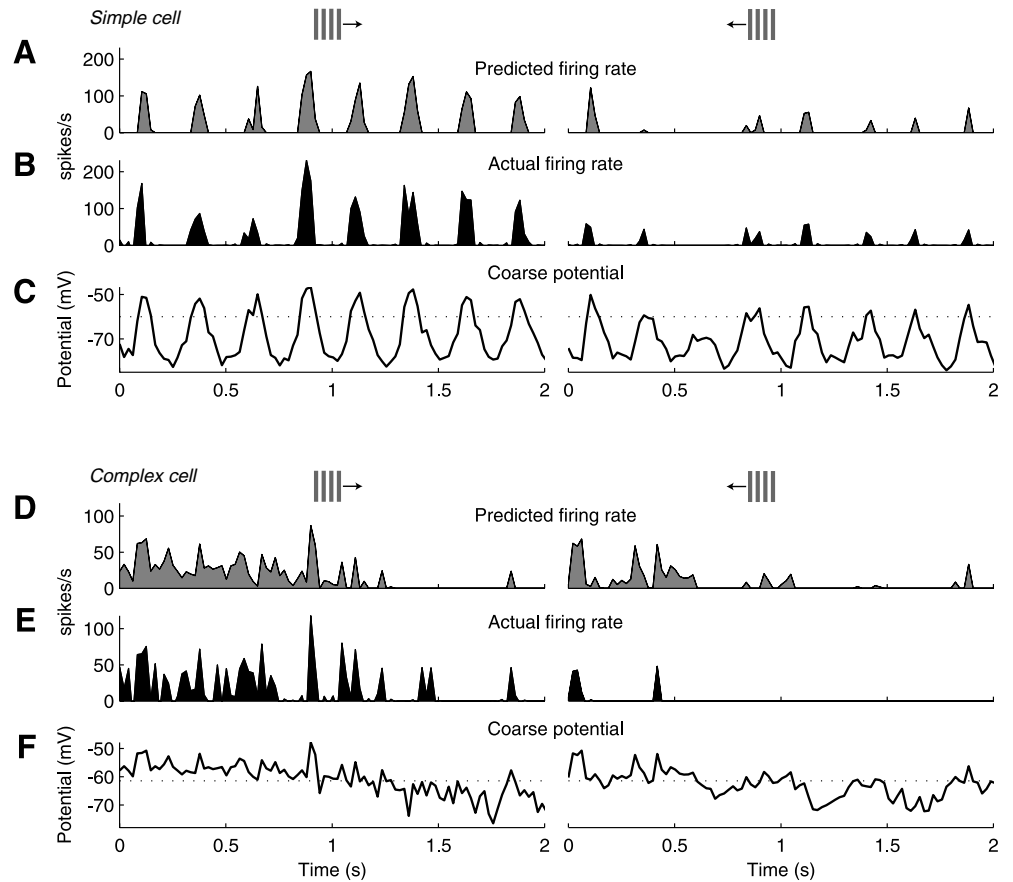 Simple cell
A
Predicted firing rate
200
100
0
spikes/s
B
Actual firing rate
200
100
0
C
Coarse potential
Potential (mV)
-50
-70
0 0.5 1 1.5 2 0 0.5 1 1.5 2
Complex cell
D
Predicted firing rate
100
50
0
spikes/s
E
Actual firing rate
100
50
0
F
Coarse potential
Potential (mV)
-50
-60
-70
0 0.5 1 1.5 2 0 0.5 1 1.5 2
Time (s) Time (s)